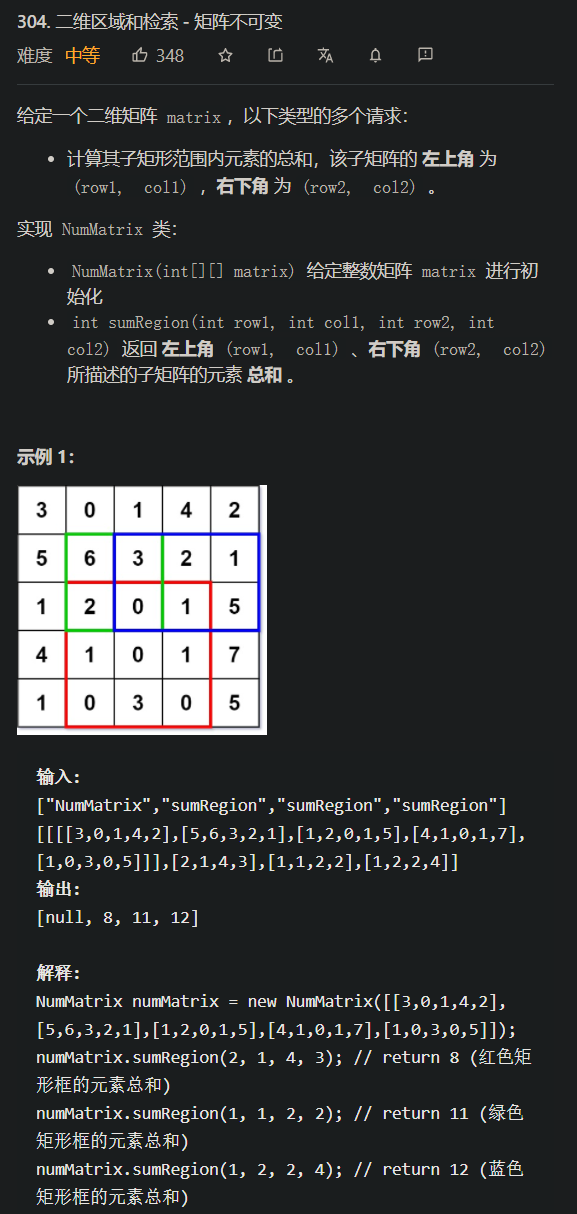 304. 二维区域和检索 - 矩阵不可变
难度 中等 348
给定一个二维矩阵 matrix，以下类型的多个请求：
• 计算其子矩形范围内元素的总和，该子矩阵的 左上角 为
(row1, col1) ，右下角 为 (row2, col2) 。
实现 NumMatrix 类：
• NumMatrix(int[][] matrix) 给定整数矩阵 matrix 进行初
始化
• int sumRegion(int row1, int col1, int row2, int
col2) 返回 左上角 (row1, col1) 、右下角 (row2, col2)
所描述的子矩阵的元素 总和 。
示例 1：
3 0 1 4 2
5 6 3 2 1
1 2 0 1 5
4 1 0 1 7
1 0 3 0 5
输入:
["NumMatrix","sumRegion","sumRegion","sumRegion"]
[[[[3,0,1,4,2],[5,6,3,2,1],[1,2,0,1,5],[4,1,0,1,7],
[1,0,3,0,5]]],[2,1,4,3],[1,1,2,2],[1,2,2,4]]
输出:
[null, 8, 11, 12]
解释:
NumMatrix numMatrix = new NumMatrix([[3,0,1,4,2],
[5,6,3,2,1],[1,2,0,1,5],[4,1,0,1,7],[1,0,3,0,5]]);
numMatrix.sumRegion(2, 1, 4, 3); // return 8 (红色矩
形框的元素总和)
numMatrix.sumRegion(1, 1, 2, 2); // return 11 (绿色
矩形框的元素总和)
numMatrix.sumRegion(1, 2, 2, 4); // return 12 (蓝色
矩形框的元素总和)